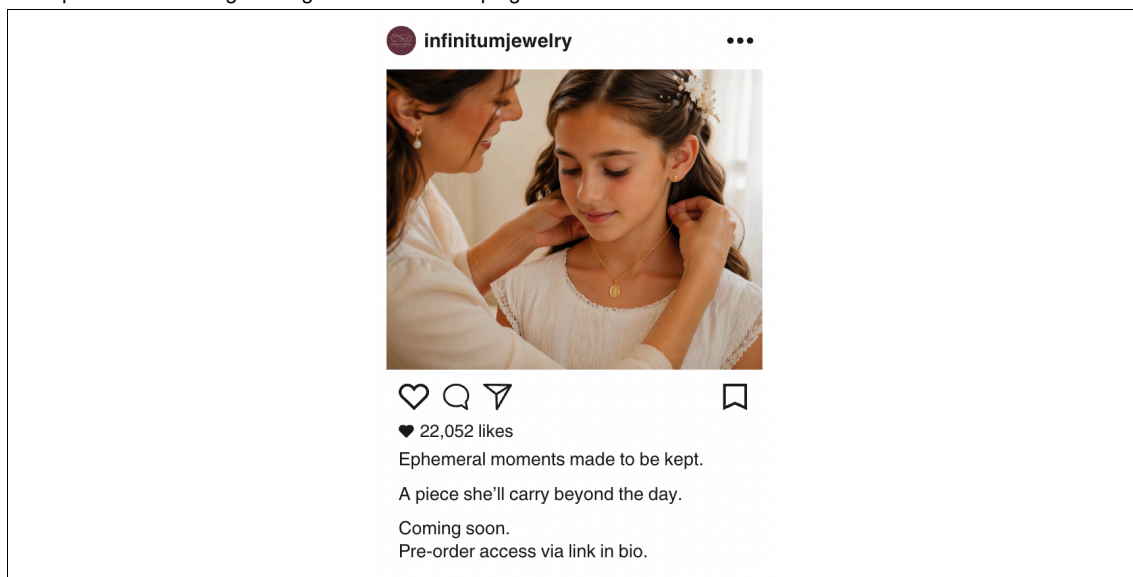 infinitumjewelry
22,052 likes
Ephemeral moments made to be kept.
A piece she’ll carry beyond the day.
Coming soon.
Pre-order access via link in bio.